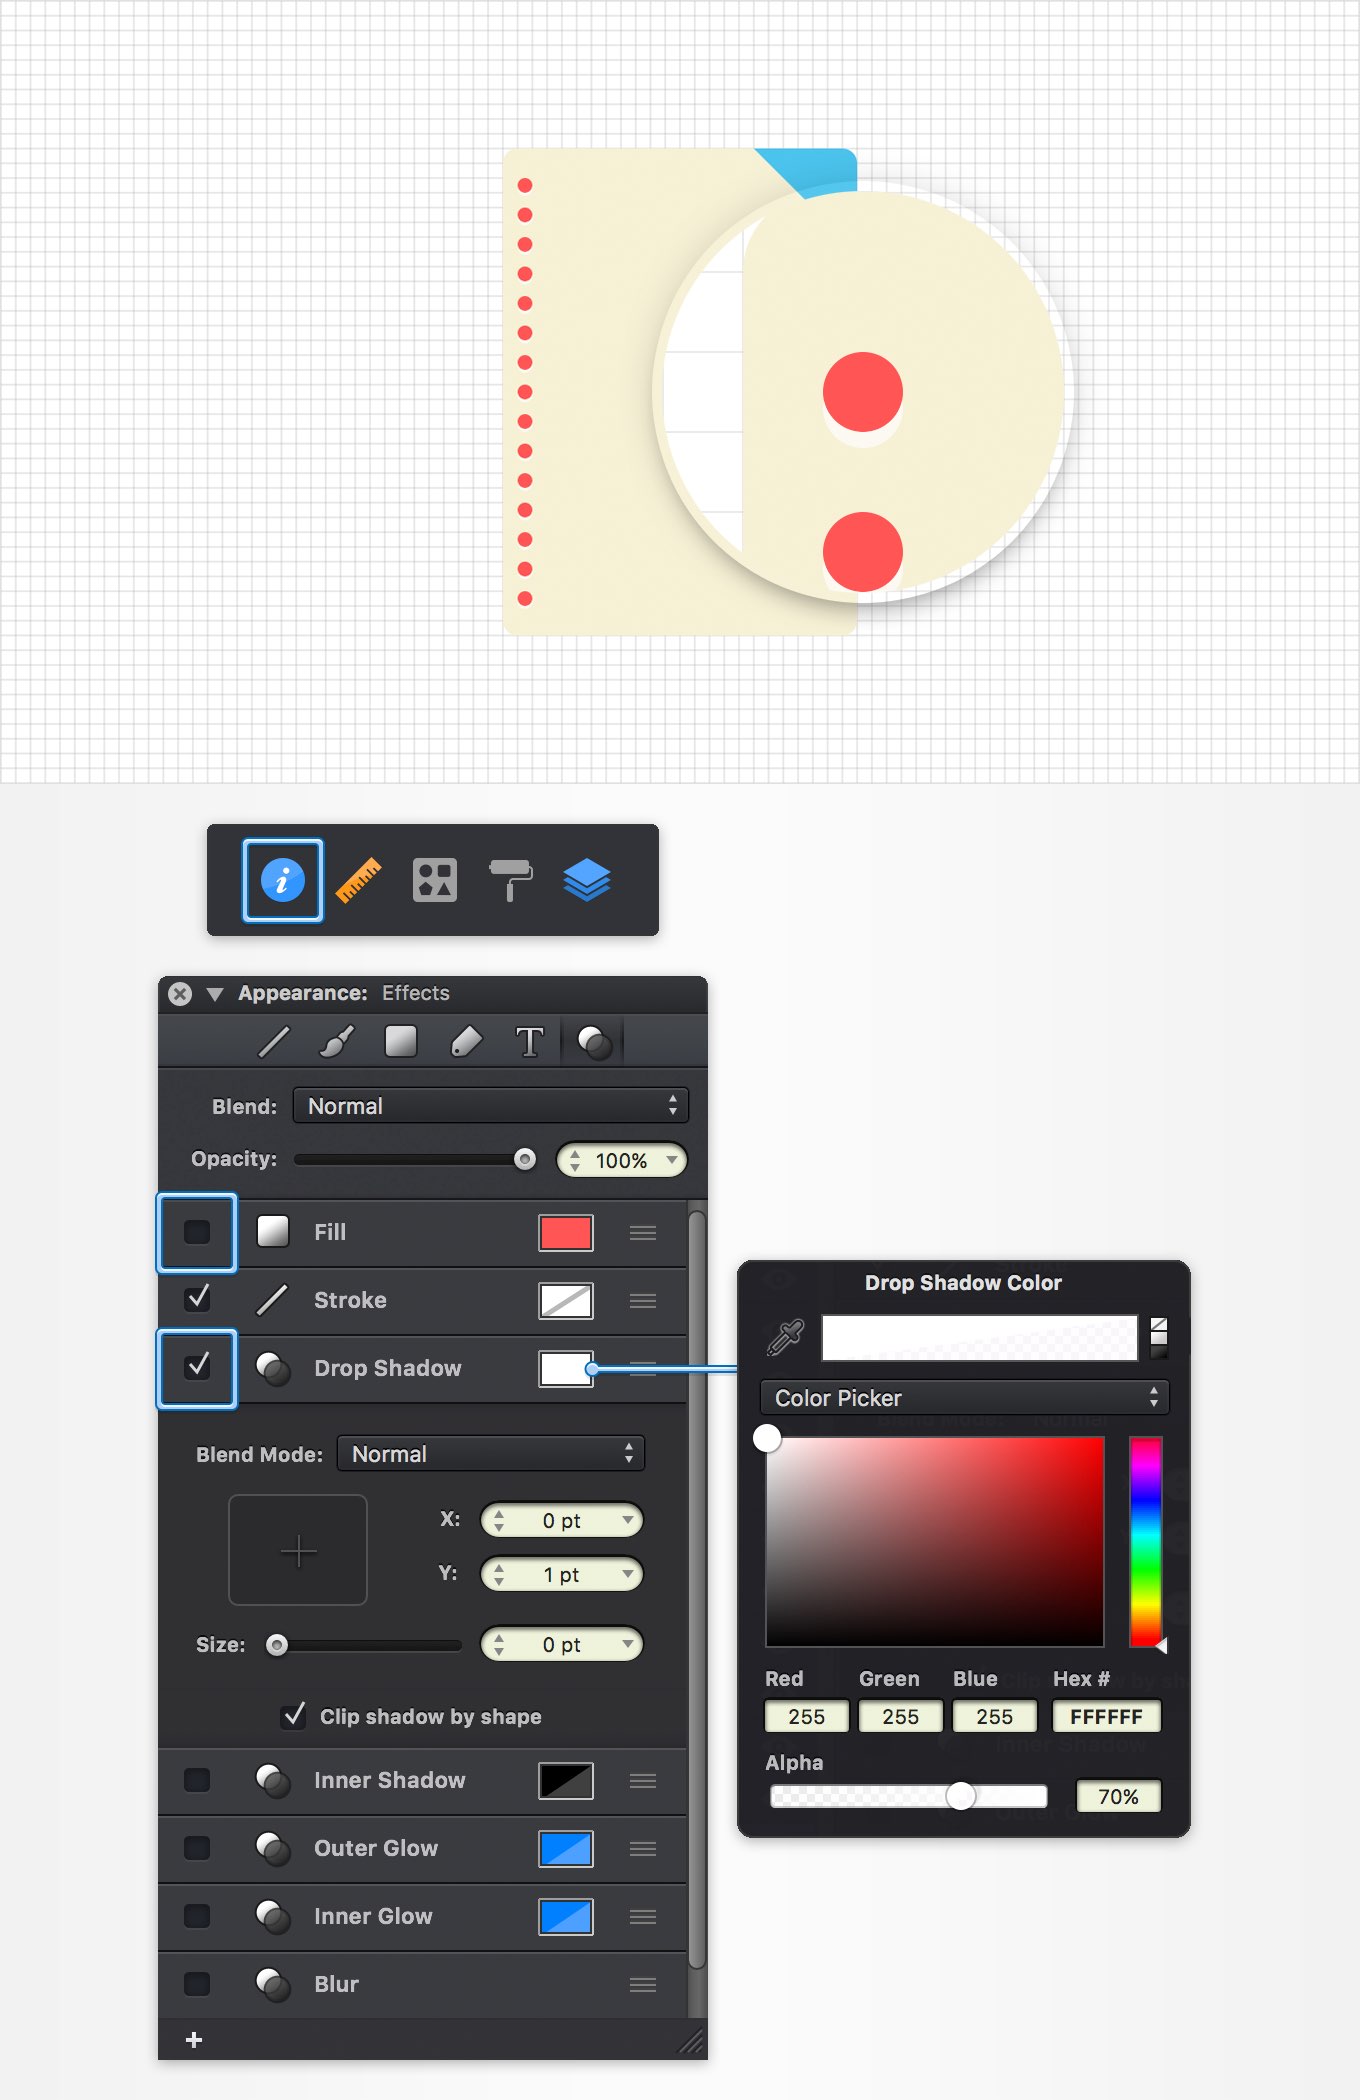 Appearance: Effects
T
Blend: Normal
Opacity: 100%
Fill
Stroke
Drop Shadow
Blend Mode: Normal
X: 0 pt
Y: 1 pt
Size: 0 pt
Clip shadow by shape
Inner Shadow
Outer Glow
Inner Glow
Blur
+
Drop Shadow Color
Color Picker
Red Green Blue Hex #
255 255 255 FFFFFF
Alpha
70%